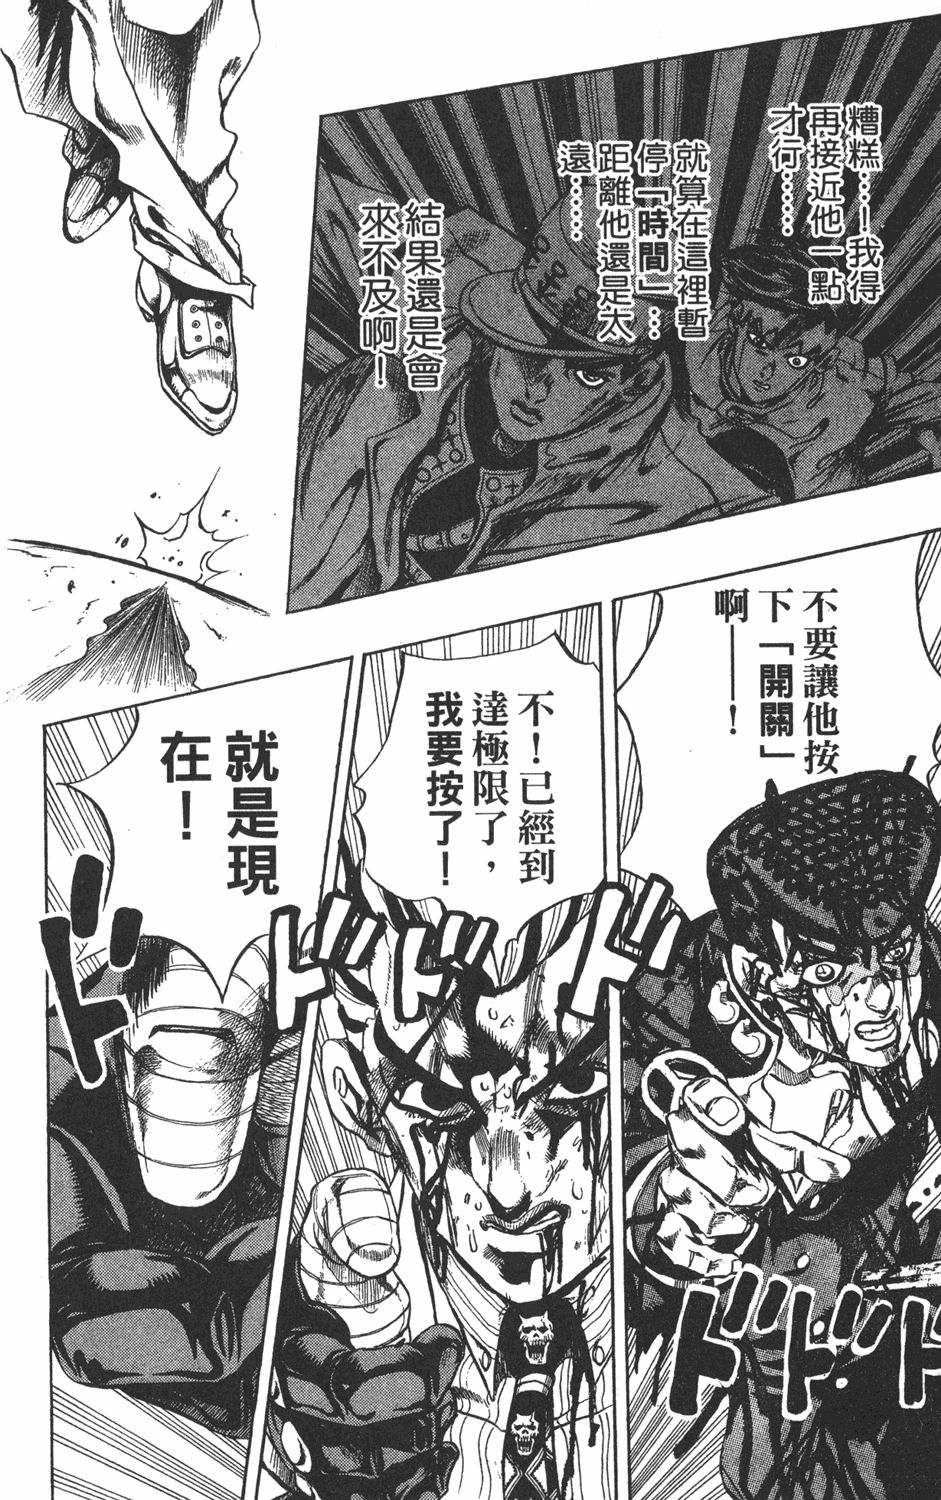 糟糕⋯⋯！我得
再接近他一點
才行⋯⋯
就算在這裡暫
停「時間」⋯
距離他還是太
遠⋯⋯
結果還是會
來不及啊！
不要讓他按
下「開關」
啊——！
不！已經到
達極限了，
我要按了！
就是現
在！
ド
ド
ド
ド
ド
ド
ド
ド